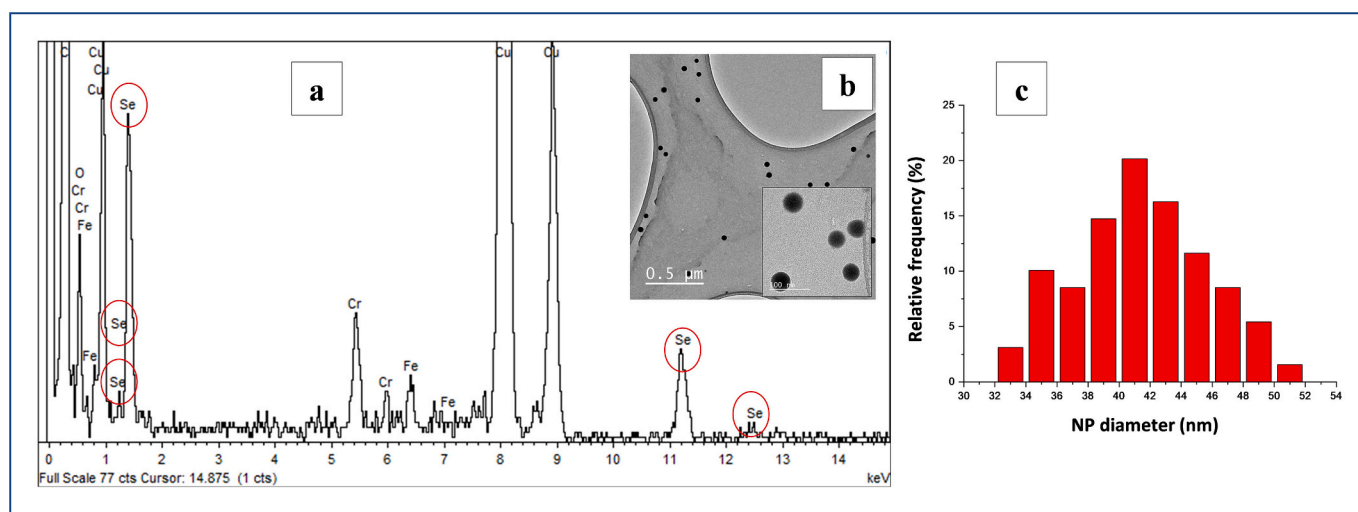 a
C
Cu
Cu
Cu
Se
O
Cr
Cr
Fe
Se
Fe
Se
Cr
Cr
Fe
Fe
Cu
Cu
Se
Se
0 1 2 3 4 5 6 7 8 9 10 11 12 13 14
Full Scale 77 cts Cursor: 14.875 (1 cts)
keV
b
0.5 µm
100 nm
c
Relative frequency (%)
25
20
15
10
5
0
30 32 34 36 38 40 42 44 46 48 50 52 54
NP diameter (nm)